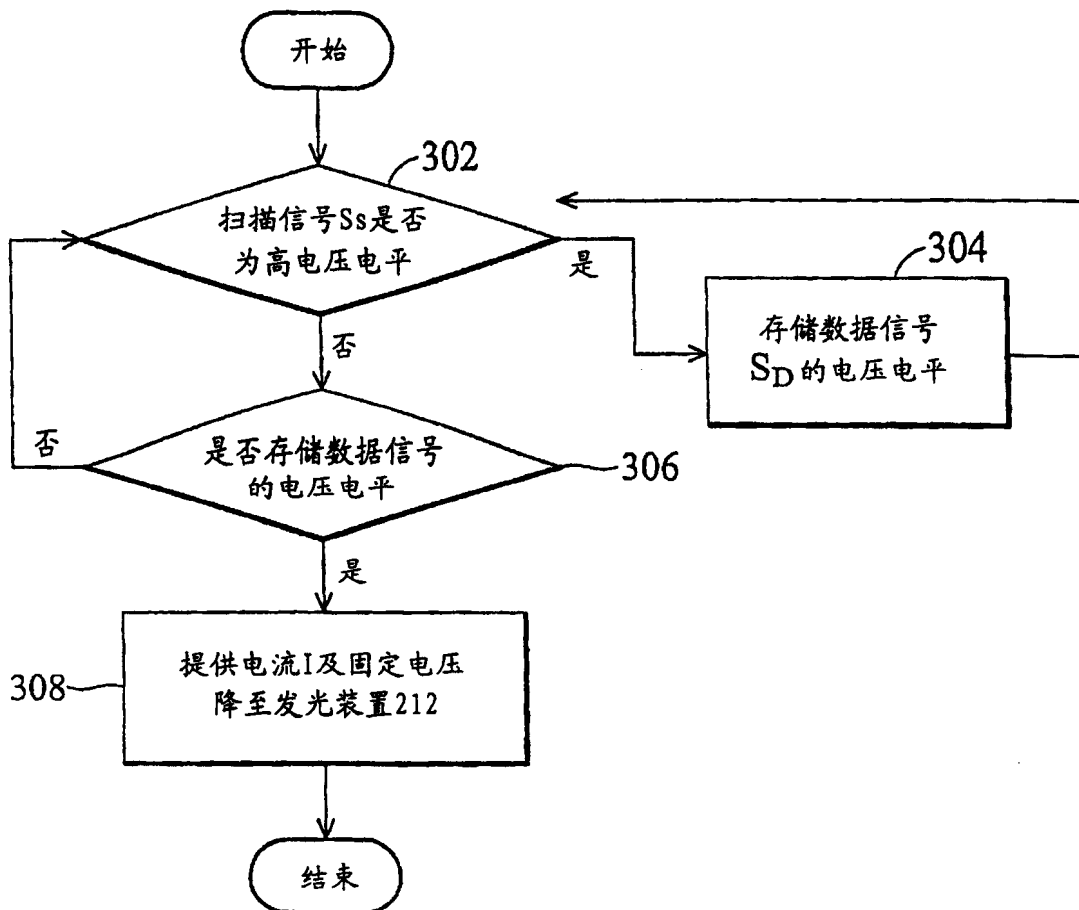 开始
302
扫描信号Ss是否
为高电压电平
是
304
存储数据信号
SD的电压电平
否
否
是否存储数据信号
的电压电平
306
是
308
提供电流I及固定电压
降至发光装置212
结束